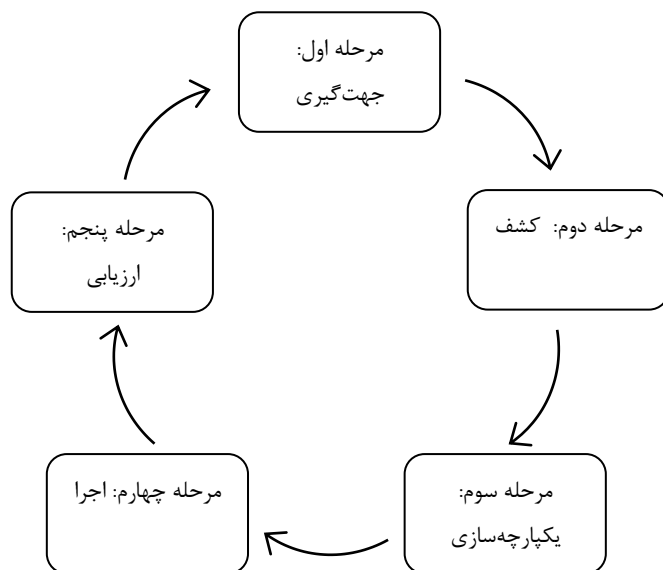 مرحله اول:
جهت‌گیری
مرحله دوم: کشف
مرحله سوم:
یکپارچه‌سازی
مرحله چهارم: اجرا
مرحله پنجم:
ارزیابی